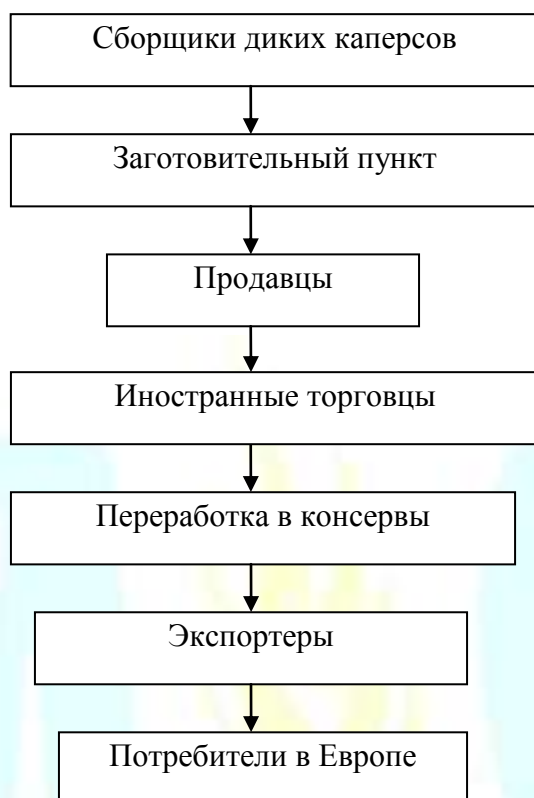 Сборщики диких каперсов
Заготовительный пункт
Продавцы
Иностранные торговцы
Переработка в консервы
Экспортеры
Потребители в Европе